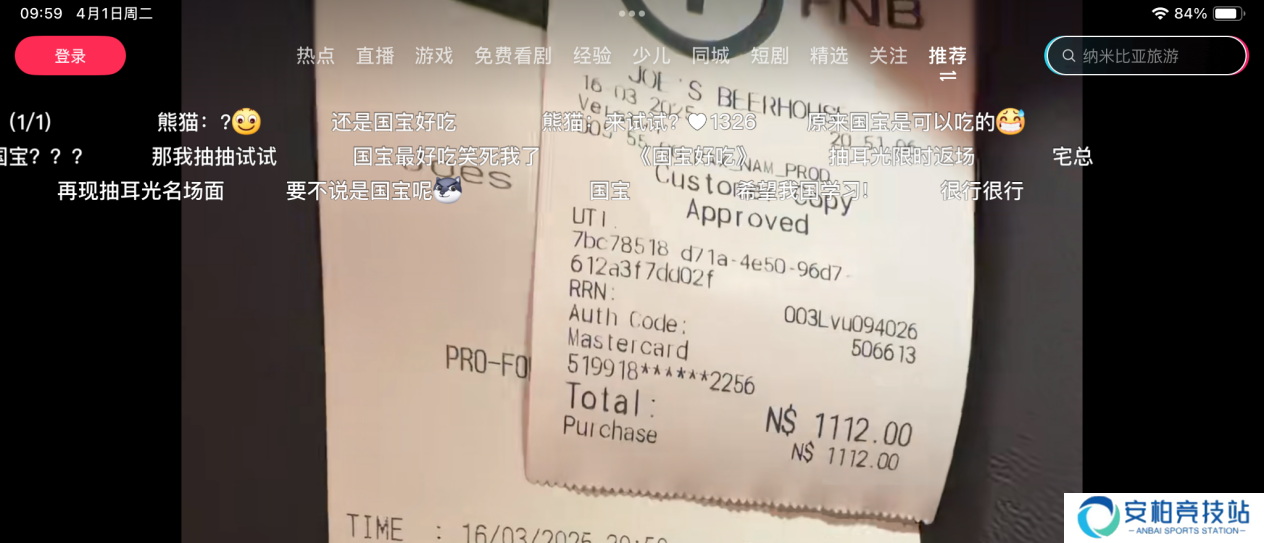 09:59 4月1日周二
84%
登录
热点 直播 游戏 免费看剧 经验 少儿 同城 短剧 精选 关注 推荐
纳米比亚旅游
(1/1) 熊猫：? 还是国宝好吃 熊猫：来试试? 1326 原来国宝是可以吃的
国宝？？？ 那我抽抽试试 国宝最好吃笑死我了 《国宝好吃》 抽耳光限时返场 宅总
再现抽耳光名场面 要不说是国宝呢 国宝 希望我国学习！ 很行很行
FNB
JOE'S BEERHOUSE
16 03 2025
NAM_PROD
Customer Copy
Approved
UTI
7bc78518 d71a-4e50-96d7-
612a3f7dd02f
RRN: 003Lvu094026
Auth Code: 506613
Mastercard
519918******2256
Total: N$ 1112.00
Purchase N$ 1112.00
TIME : 16/03/2025
安柏竞技站
ANBAI SPORTS STATION